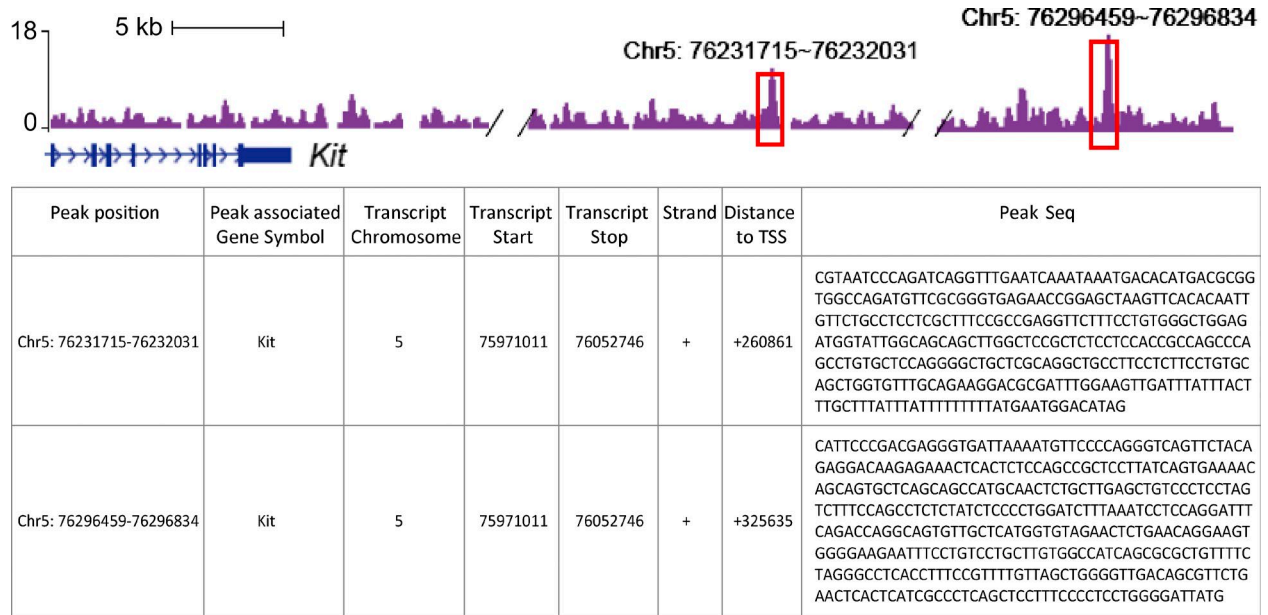 18
5 kb
Chr5: 76296459~76296834
Chr5: 76231715~76232031
0
Kit
Peak position
Peak associated
Gene Symbol
Transcript
Chromosome
Transcript
Start
Transcript
Stop
Strand
Distance
to TSS
Peak Seq
Chr5: 76231715-76232031
Kit
5
75971011
76052746
+
+260861
CGTAATCCCAGATCAGGTTTGAATCAAATAAATGACACATGACGCGG
TGGCCAGATGTTCGCGGGTGAGAACCGGAGCTAAGTTCACACAATT
GTTCTGCCTCCTCGCTTTCCGCCGAGGTTCTTTCCTGTGGGCTGGAG
ATGGTATTGGCAGCAGCTTGGCTCCGCTCTCCTCCACCGCCAGCCCA
GCCTGTGCTCCAGGGGCTGCTCGCAGGCTGCCTTCCTCTTCCTGTGC
AGCTGGTGTTTGCAGAAGGACGCGATTTGGAAGTTGATTTATTTACT
TTGCTTTATTTATTTTTTTTTATGAATGGACATAG
Chr5: 76296459-76296834
Kit
5
75971011
76052746
+
+325635
CATTCCCGACGAGGGTGATTAAAATGTTCCCCAGGGTCAGTTCTACA
GAGGACAAGAGAAACTCACTCTCCAGCCGCTCCTTATCAGTGAAAAC
AGCAGTGCTCAGCAGCCATGCAACTCTGCTTGAGCTGTCCCTCCTAG
TCTTTCCAGCCTCTCTATCTCCCCTGGATCTTTAAATCCTCCAGGATTT
CAGACCAGGCAGTGTTGCTCATGGTGTAGAACTCTGAACAGGAAGT
GGGGAAGAATTTCCTGTCCTGCTTGTGGCCATCAGCGCGCTGTTTTC
TAGGGCCTCACCTTTCCGTTTTGTTAGCTGGGGTTGACAGCGTTCTG
AACTCACTCATCGCCCTCAGCTCCTTTCCCCTCCTGGGGATTATG